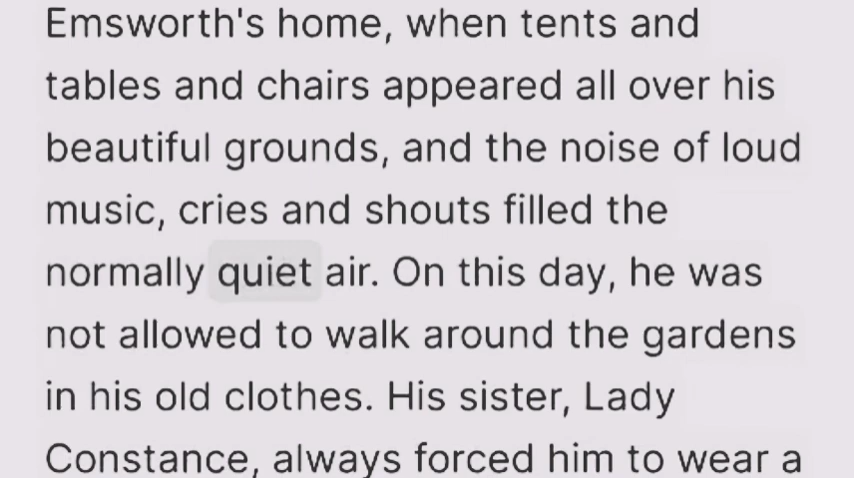 Emsworth's home, when tents and
tables and chairs appeared all over his
beautiful grounds, and the noise of loud
music, cries and shouts filled the
normally quiet air. On this day, he was
not allowed to walk around the gardens
in his old clothes. His sister, Lady
Constance, always forced him to wear a